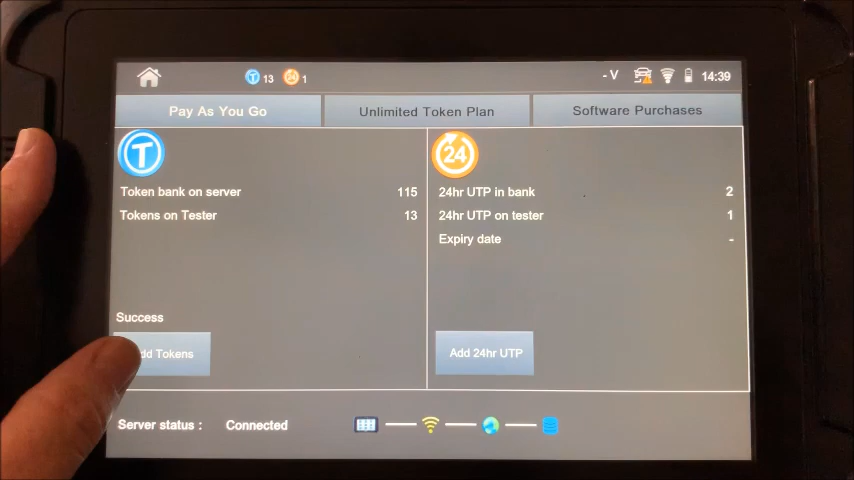 T 13 24 1 - V 14:39
Pay As You Go Unlimited Token Plan Software Purchases
T 24
Token bank on server 115 24hr UTP in bank 2
Tokens on Tester 13 24hr UTP on tester 1
Expiry date -
Success
dd Tokens Add 24hr UTP
Server status : Connected